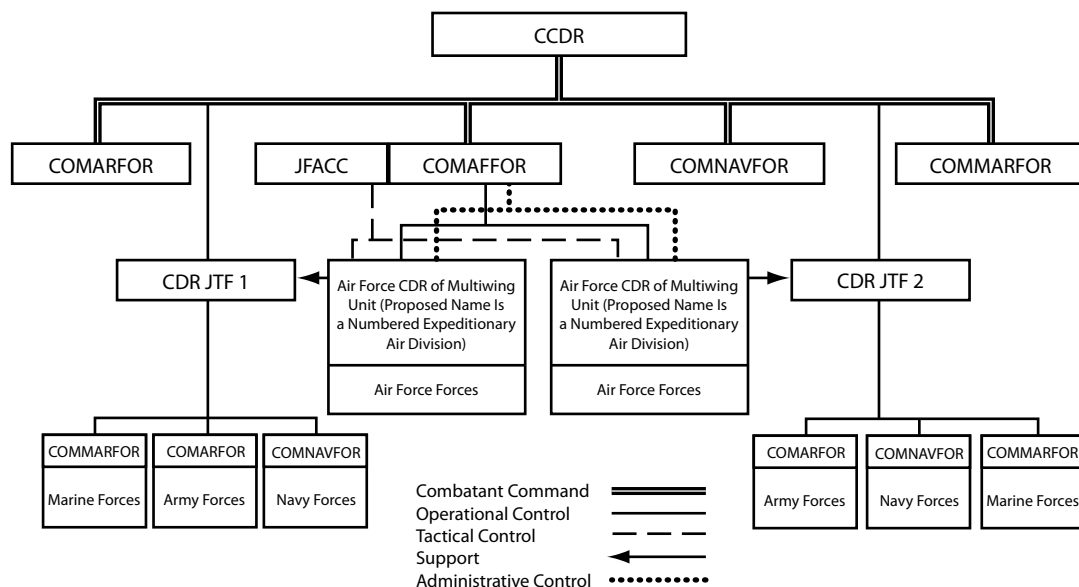 CCDR
COMARFOR
JFACC
COMAFFOR
COMNAVFOR
COMMARFOR
CDR JTF 1
Air Force CDR of Multiwing
Unit (Proposed Name Is
a Numbered Expeditionary
Air Division)
Air Force Forces
Air Force CDR of Multiwing
Unit (Proposed Name Is
a Numbered Expeditionary
Air Division)
Air Force Forces
CDR JTF 2
COMMARFOR
COMARFOR
COMNAVFOR
Marine Forces
Army Forces
Navy Forces
COMARFOR
COMNAVFOR
COMMARFOR
Army Forces
Navy Forces
Marine Forces
Combatant Command
Operational Control
Tactical Control
Support
Administrative Control